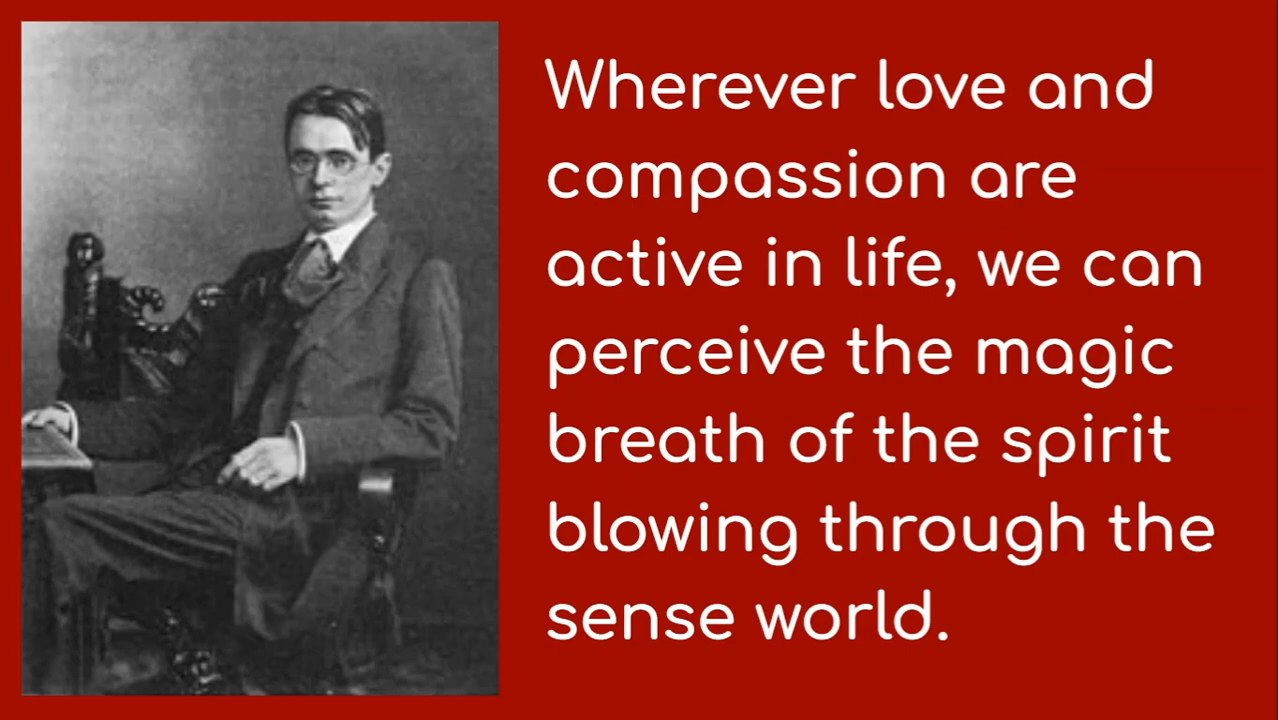 Wherever love and
compassion are
active in life, we can
perceive the magic
breath of the spirit
blowing through the
sense world.